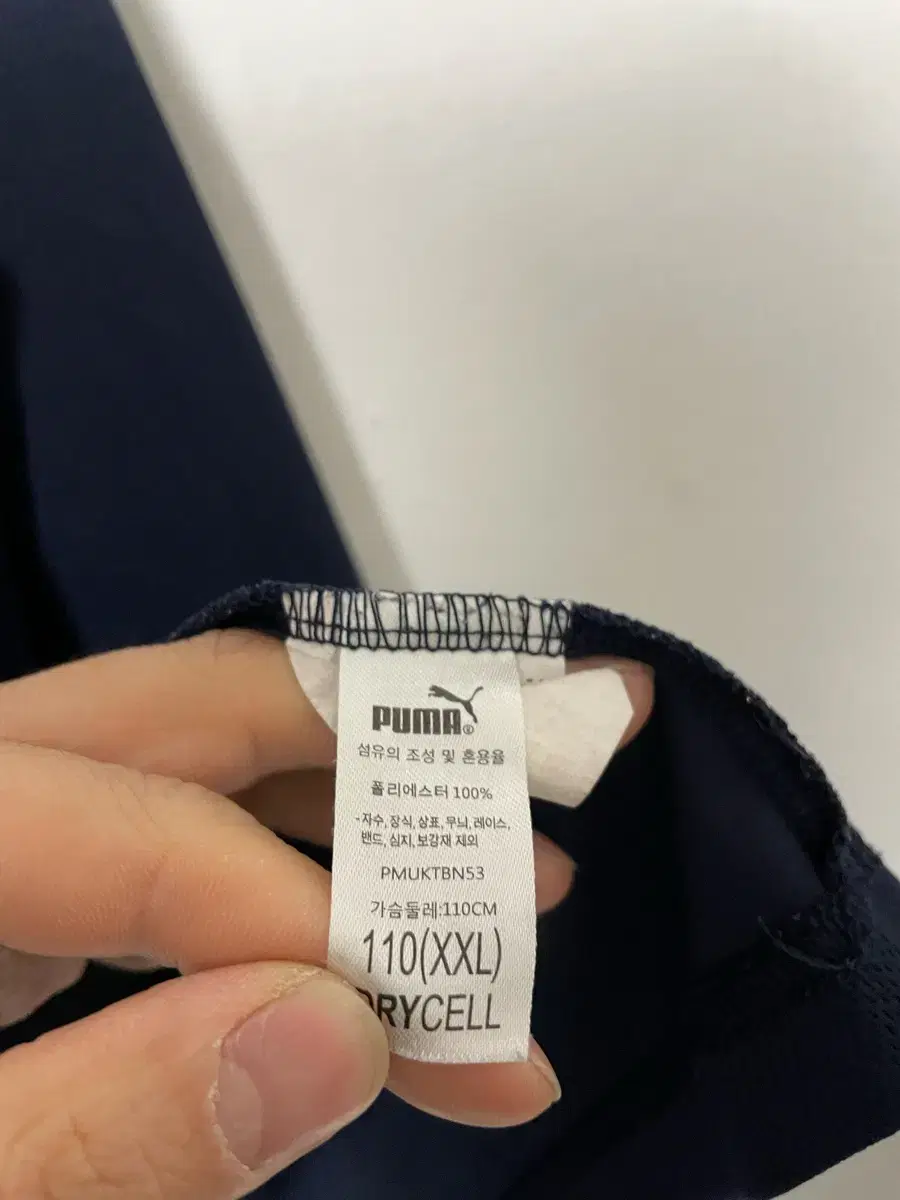 PUMA®
섬유의 조성 및 혼용율
폴리에스터 100%
-자수,장식,상표,무늬,레이스,
밴드,심지,보강재 제외
PMUKTBN53
가슴둘레:110CM
110(XXL)
DRYCELL